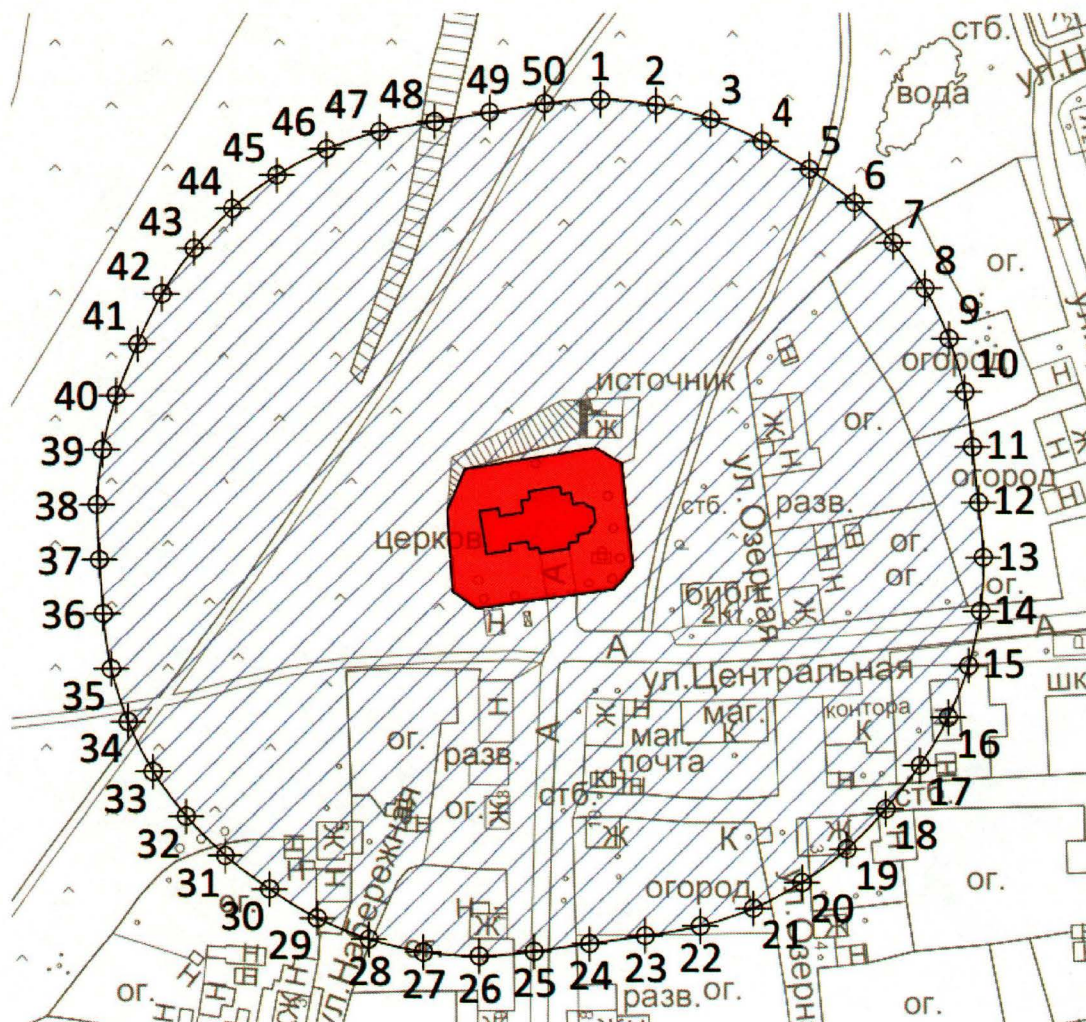 стб.
50 1 2
49
48 3
47 4
46 5
45 6
44 7
43 8
42 9
41 10
40 11
39 12
38 13
37 14
36 15
35 16
34 17
33 18
32 19
31 20
30 21
29 22
28 23
27 26 25 24
вода
А
ог.
огород
источник
Ж
Н
ог.
Ж
Н
огород
стб.
разв.
ул. Озерная
ог.
ог.
Н
Н
ог.
церков
А
библ.
2кг.
Ж
Н
А
А
ул.Центральная
шк
Н
Ж
Н
маг.
К
контора
К
ог.
разв.
А
маг.
почта
К
Н
Н
ог.
стб.
стб.
Ж
К
Ж
Н
Н
огород
ог.
ог.
Н
Ж
Ж
Н
ог.
Н
Ж
разв.
ог.
ог.